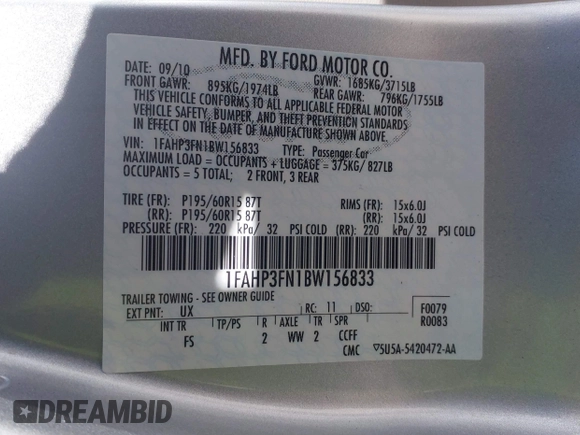 MFD. BY FORD MOTOR CO.
DATE: 09/10 GVWR: 1685KG/3715LB
FRONT GAWR: 895KG/1974LB REAR GAWR: 796KG/1755LB
THIS VEHICLE CONFORMS TO ALL APPLICABLE FEDERAL MOTOR
VEHICLE SAFETY, BUMPER, AND THEFT PREVENTION STANDARDS
IN EFFECT ON THE DATE OF MANUFACTURE SHOWN ABOVE.
VIN: 1FAHP3FN1BW156833 TYPE: Passenger Car
MAXIMUM LOAD = OCCUPANTS + LUGGAGE = 375KG/ 827LB
OCCUPANTS = 5 TOTAL; 2 FRONT, 3 REAR
TIRE (FR): P195/60R15 87T RIMS (FR): 15x6.0J
(RR): P195/60R15 87T (RR): 15x6.0J
PRESSURE (FR): 220 kPa/ 32 PSI COLD (RR): 220 kPa/ 32 PSI COLD
1FAHP3FN1BW156833
TRAILER TOWING - SEE OWNER GUIDE
EXT PNT: UX RC: 11 DSO: F0079
INT TR TP/PS R AXLE TR SPR R0083
FS 2 WW 2 CCFF
CMC ▽5U5A-5420472-AA
DREAMBID